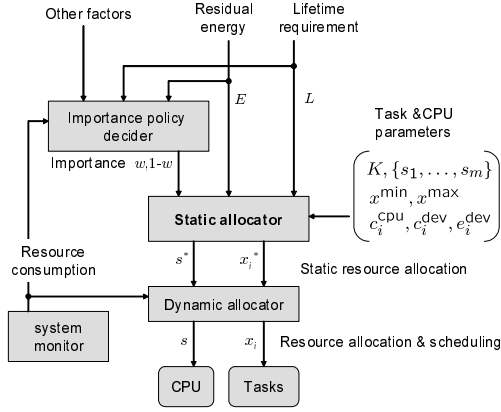 Other factors
Residual
energy
Lifetime
requirement
E
L
Importance policy
decider
Importance w,1-w
Task &CPU
parameters
K, {s₁, . . . , sₘ}
xᵐⁱⁿ, xᵐᵃˣ
cᵢᶜᵖᵘ, cᵢᵈᵉᵛ, eᵢᵈᵉᵛ
Static allocator
s* xᵢ*
Resource
consumption
Static resource allocation
Dynamic allocator
system
monitor
s xᵢ
Resource allocation & scheduling
CPU
Tasks